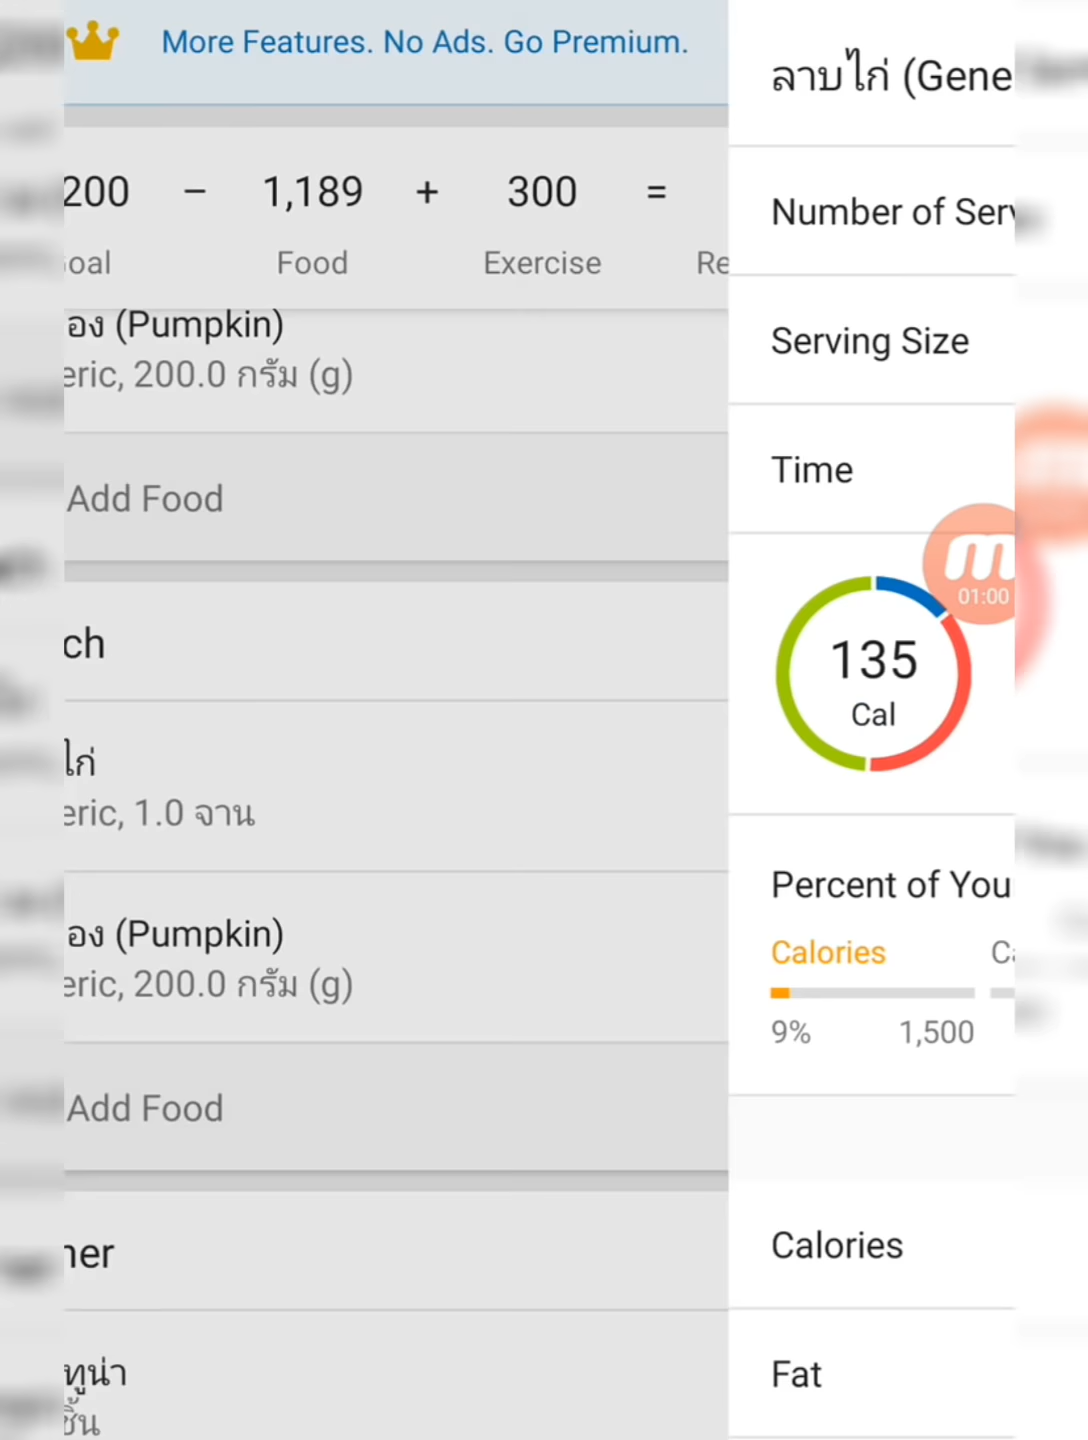 More Features. No Ads. Go Premium.
200 − 1,189 + 300 =
oal Food Exercise Re
อง (Pumpkin)
eric, 200.0 กรัม (g)
Add Food
ch
ไก่
eric, 1.0 จาน
อง (Pumpkin)
eric, 200.0 กรัม (g)
Add Food
ner
ทูน่า
ชิ้น
ลาบไก่ (Gene
Number of Serv
Serving Size
Time
01:00
135
Cal
Percent of You
Calories Ca
9% 1,500
Calories
Fat